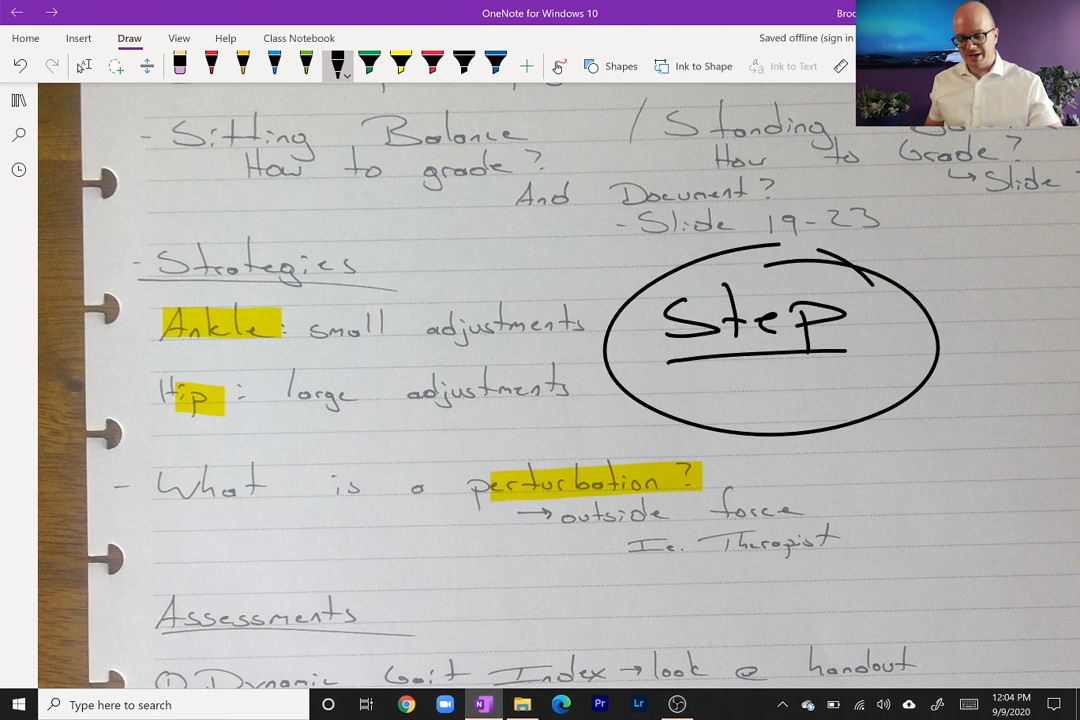 OneNote for Windows 10
Broo
Home Insert Draw View Help Class Notebook
Saved offline (sign in
Shapes Ink to Shape Ink to Text
- Sitting Balance / Standing
How to grade? How to Grade?
↳ Slide
And Document?
- Slide 19-23
- Strategies
Ankle: small adjustments
Step
Hip: large adjustments
- What is a perturbation?
→ outside force
Ie. Therapist
Assessments
① Dynamic Gait Index → look @ handout
Type here to search
Pr
Lr
12:04 PM
9/9/2020